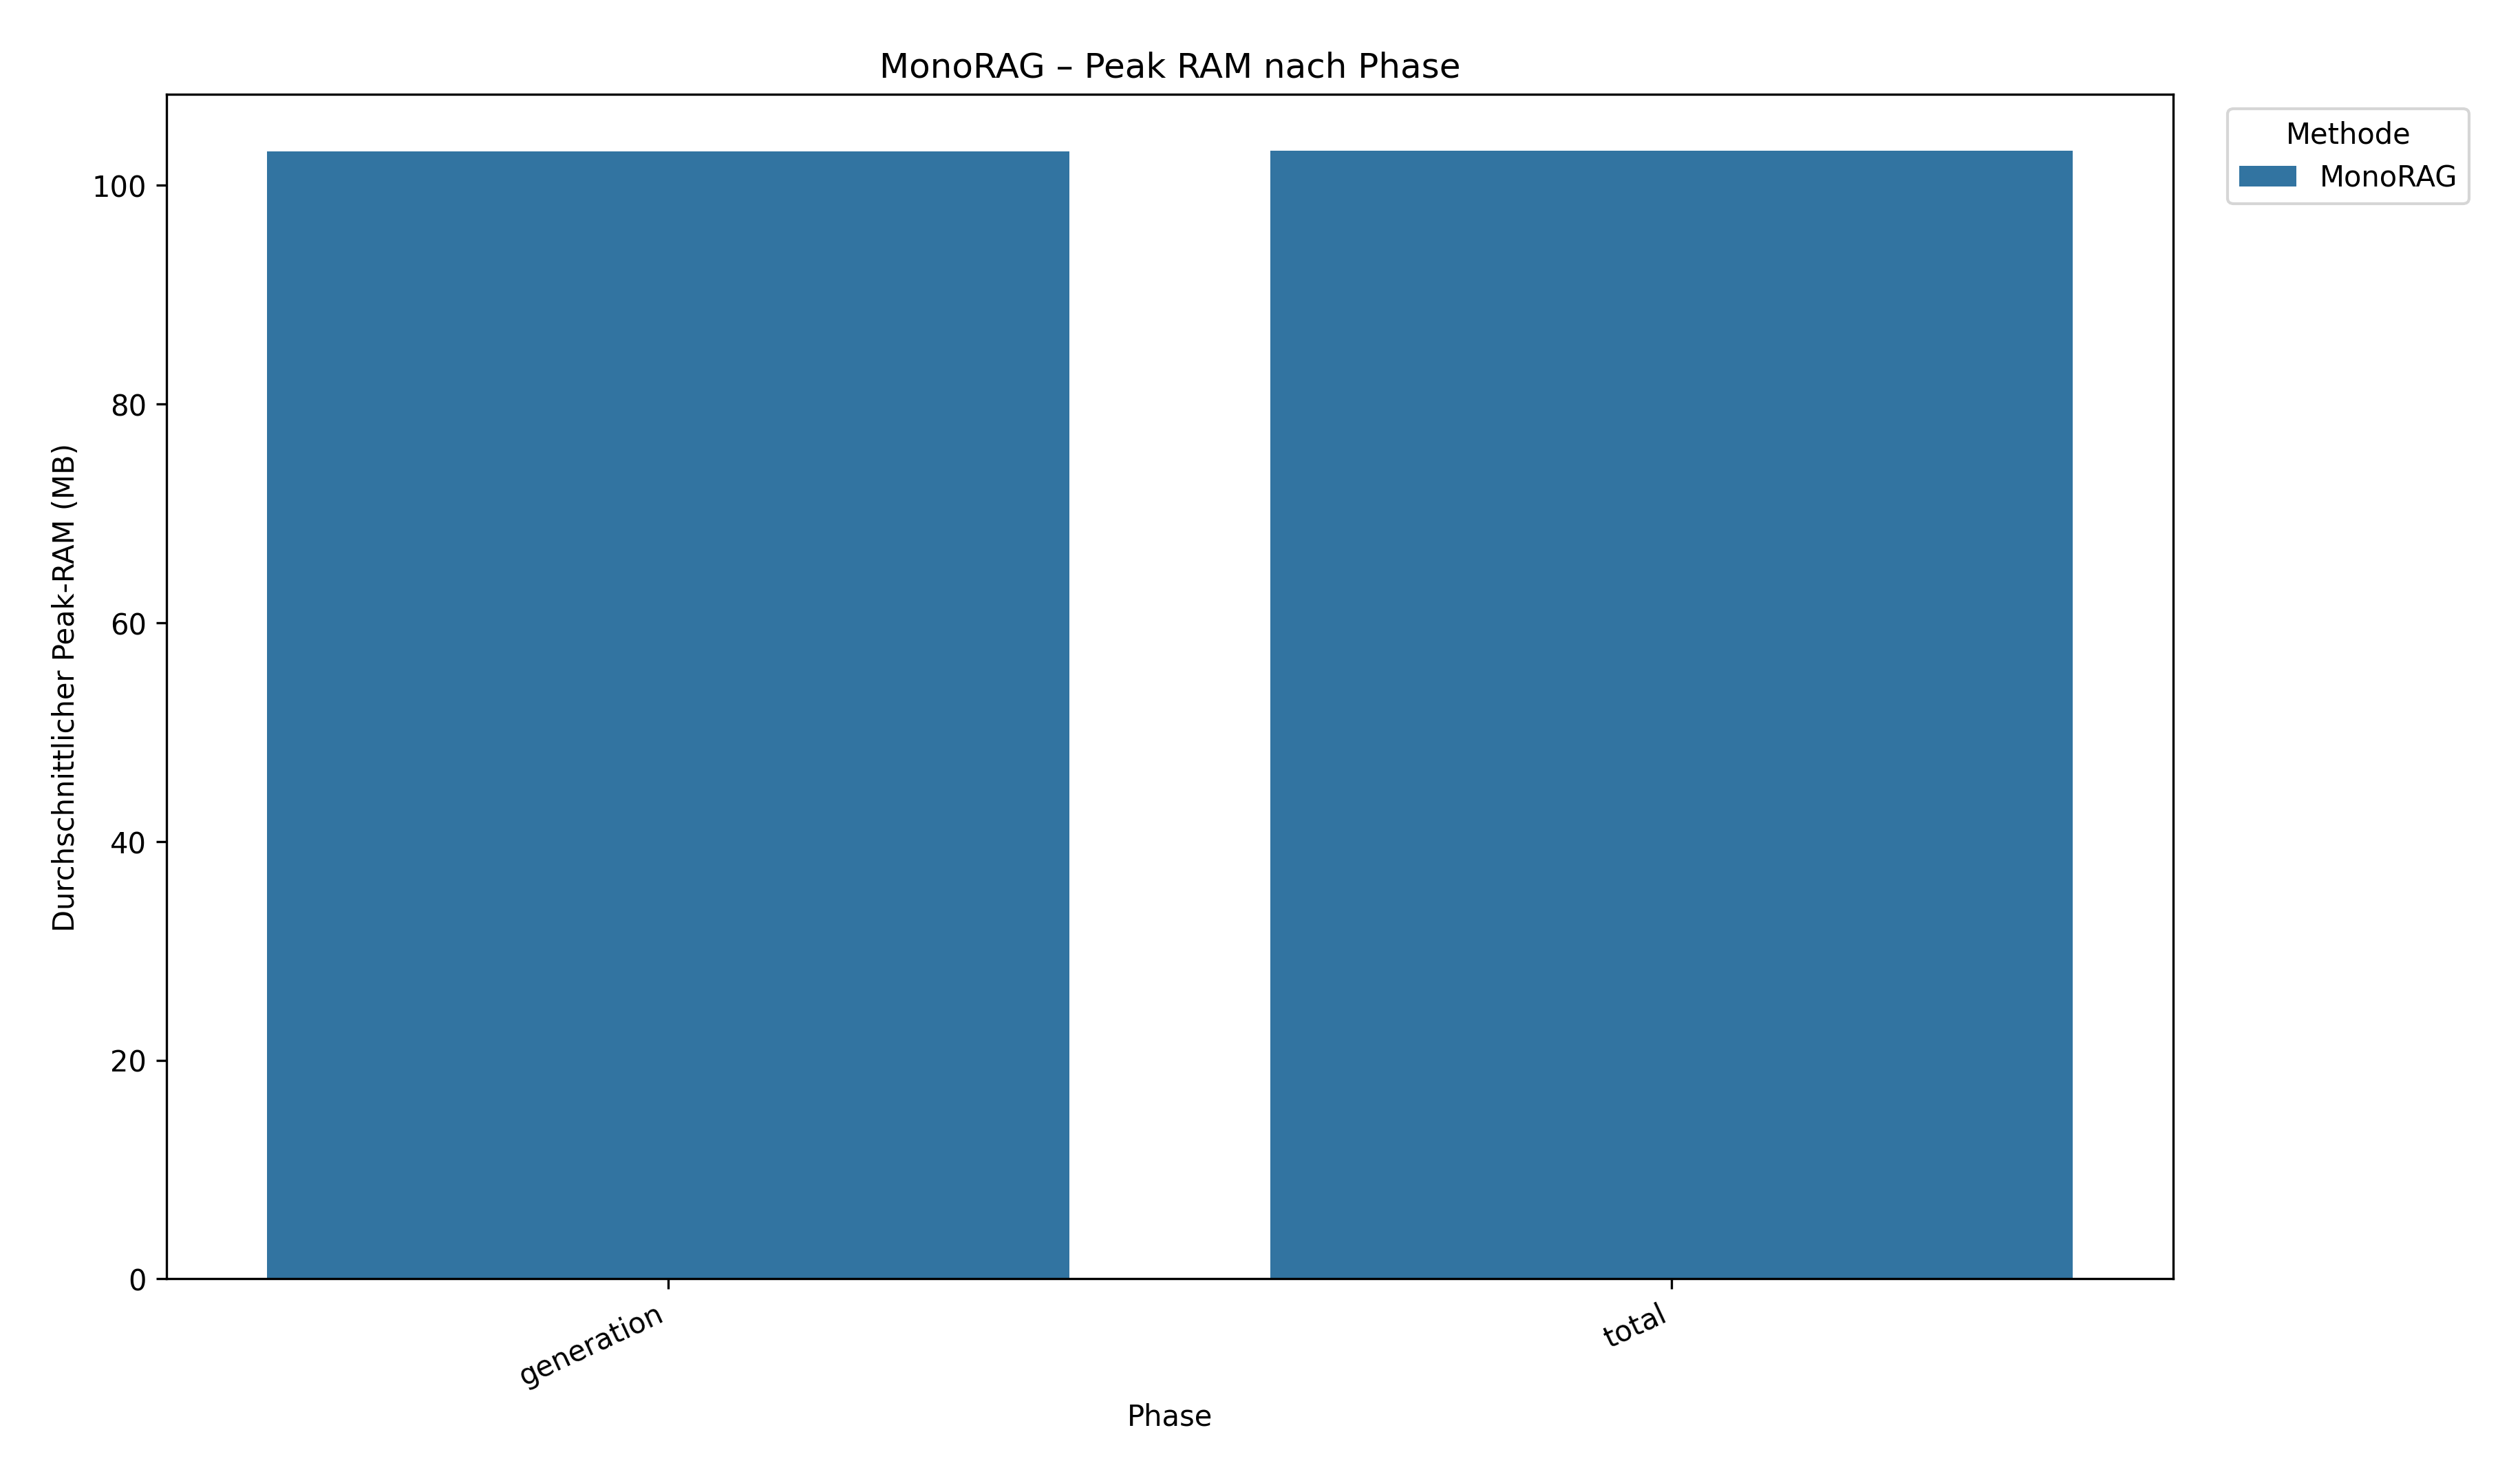 MonoRAG – Peak RAM nach Phase
Methode
MonoRAG
Durchschnittlicher Peak-RAM (MB)
100
80
60
40
20
0
generation
total
Phase